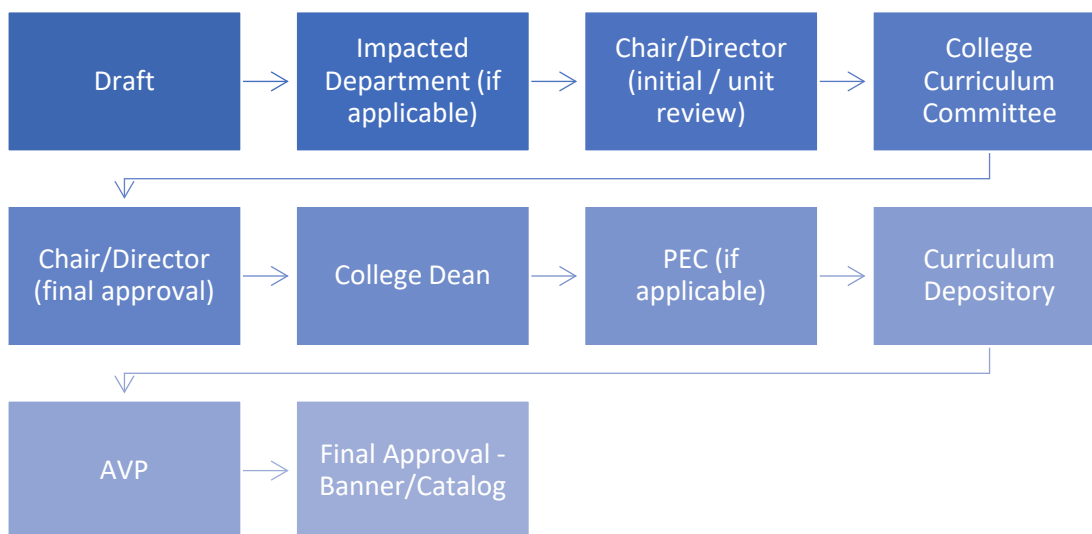 Draft
Impacted
Department (if
applicable)
Chair/Director
(initial / unit
review)
College
Curriculum
Committee
Chair/Director
(final approval)
College Dean
PEC (if
applicable)
Curriculum
Depository
AVP
Final Approval -
Banner/Catalog